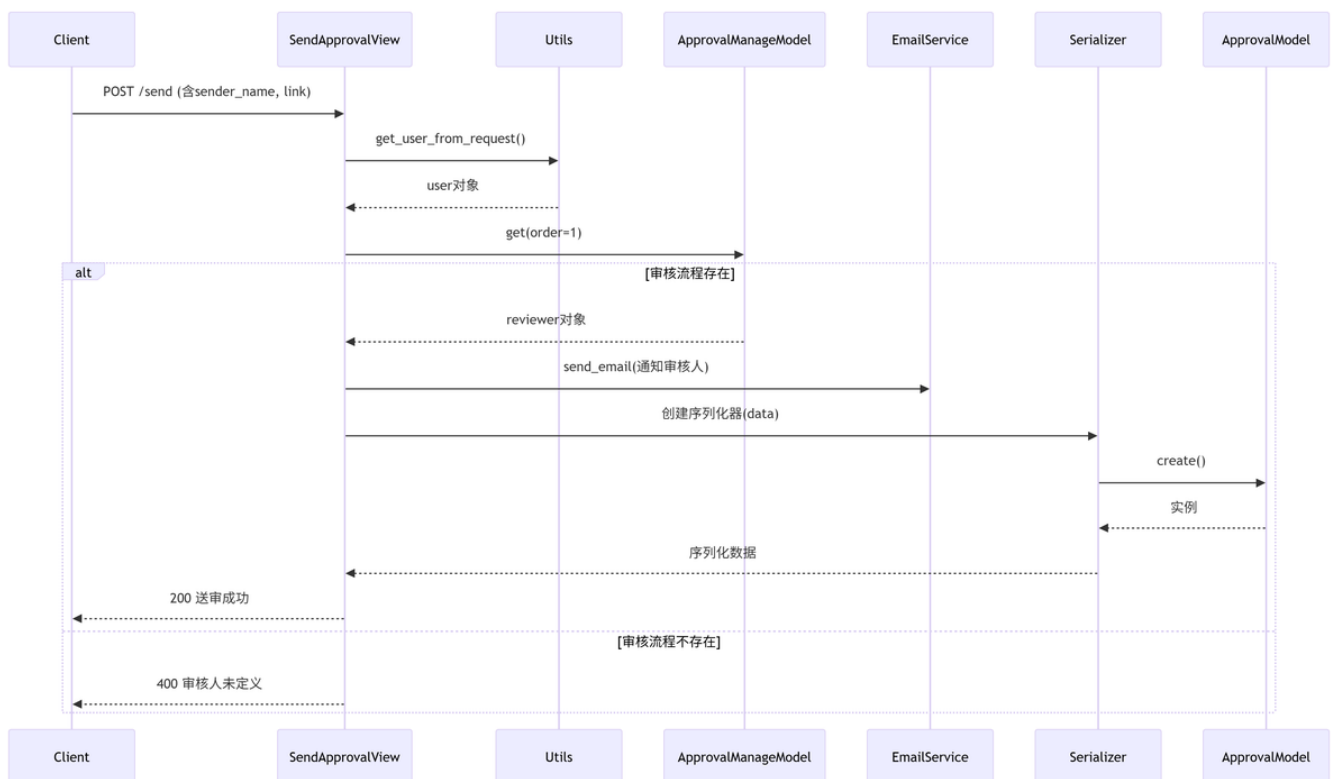 Client
SendApprovalView
Utils
ApprovalManageModel
EmailService
Serializer
ApprovalModel
POST /send (含sender_name, link)
get_user_from_request()
user对象
get(order=1)
alt
[审核流程存在]
reviewer对象
send_email(通知审核人)
创建序列化器(data)
create()
实例
序列化数据
200 送审成功
[审核流程不存在]
400 审核人未定义
Client
SendApprovalView
Utils
ApprovalManageModel
EmailService
Serializer
ApprovalModel